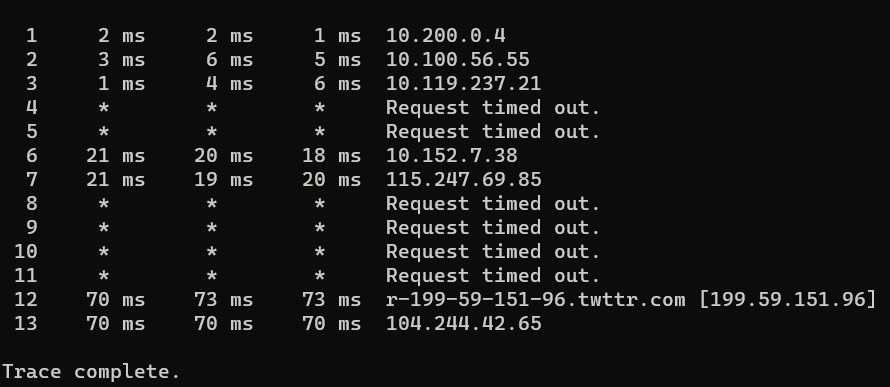 1 2 ms 2 ms 1 ms 10.200.0.4
2 3 ms 6 ms 5 ms 10.100.56.55
3 1 ms 4 ms 6 ms 10.119.237.21
4 * * * Request timed out.
5 * * * Request timed out.
6 21 ms 20 ms 18 ms 10.152.7.38
7 21 ms 19 ms 20 ms 115.247.69.85
8 * * * Request timed out.
9 * * * Request timed out.
10 * * * Request timed out.
11 * * * Request timed out.
12 70 ms 73 ms 73 ms r-199-59-151-96.twttr.com [199.59.151.96]
13 70 ms 70 ms 70 ms 104.244.42.65
Trace complete.